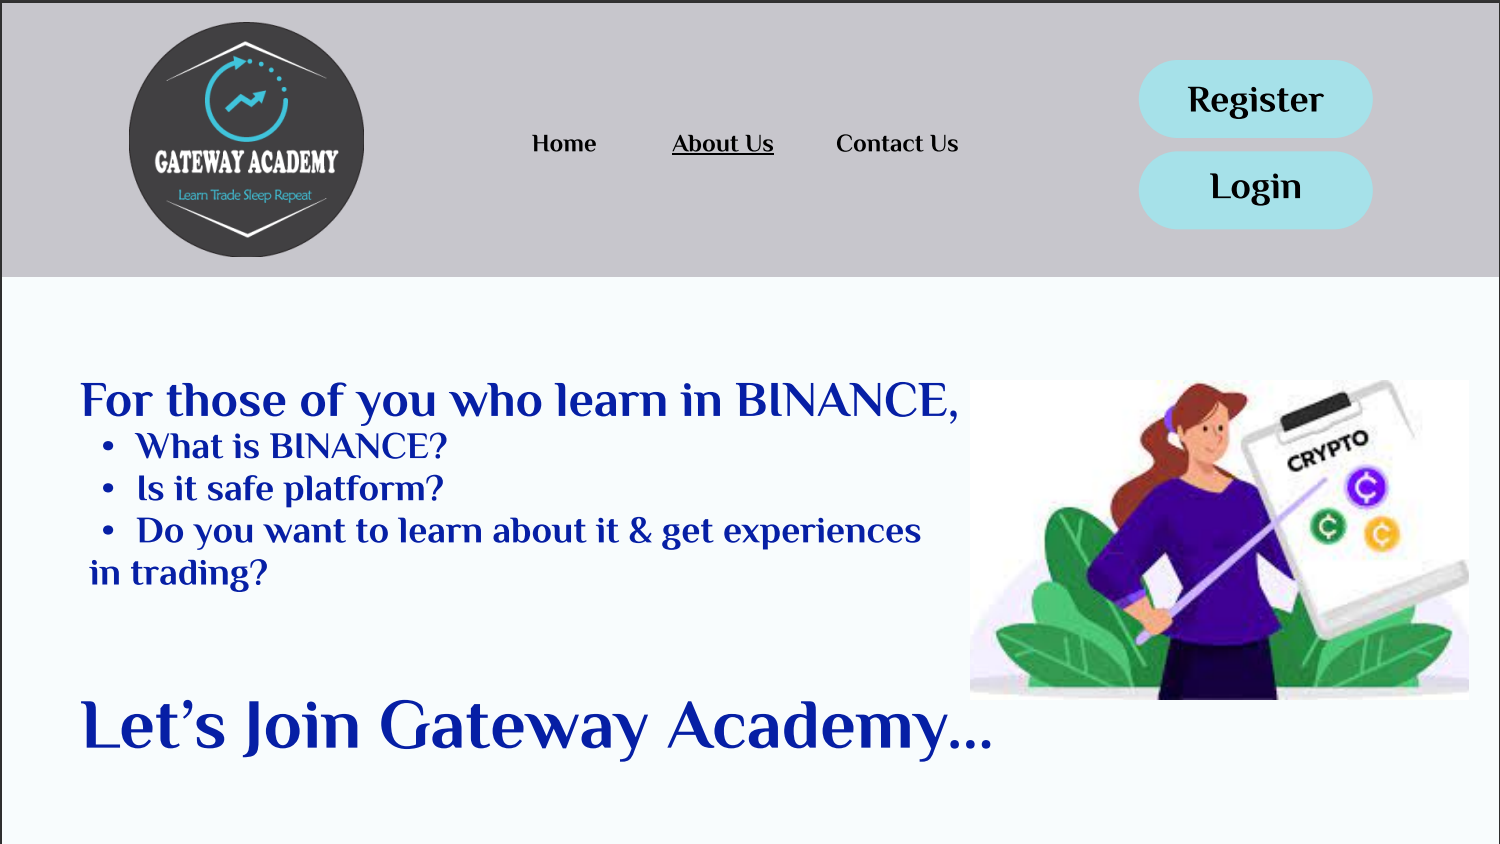 GATEWAY ACADEMY
Learn Trade Sleep Repeat
Home About Us Contact Us
Register
Login
For those of you who learn in BINANCE,
• What is BINANCE?
• Is it safe platform?
• Do you want to learn about it & get experiences
in trading?
CRYPTO
Let's Join Gateway Academy...